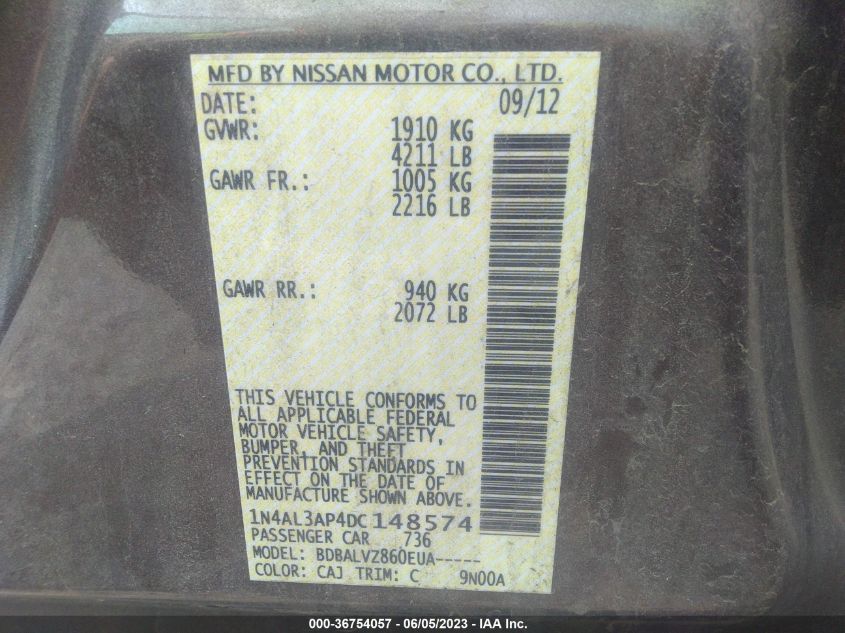 MFD BY NISSAN MOTOR CO., LTD.
DATE: 09/12
GVWR: 1910 KG
4211 LB
GAWR FR.: 1005 KG
2216 LB
GAWR RR.: 940 KG
2072 LB
THIS VEHICLE CONFORMS TO
ALL APPLICABLE FEDERAL
MOTOR VEHICLE SAFETY,
BUMPER, AND THEFT
PREVENTION STANDARDS IN
EFFECT ON THE DATE OF
MANUFACTURE SHOWN ABOVE.
1N4AL3AP4DC148574
PASSENGER CAR 736
MODEL: BDBALVZ860EUA-----
COLOR: CAJ TRIM: C 9N00A
000-36754057 - 06/05/2023 - IAA Inc.